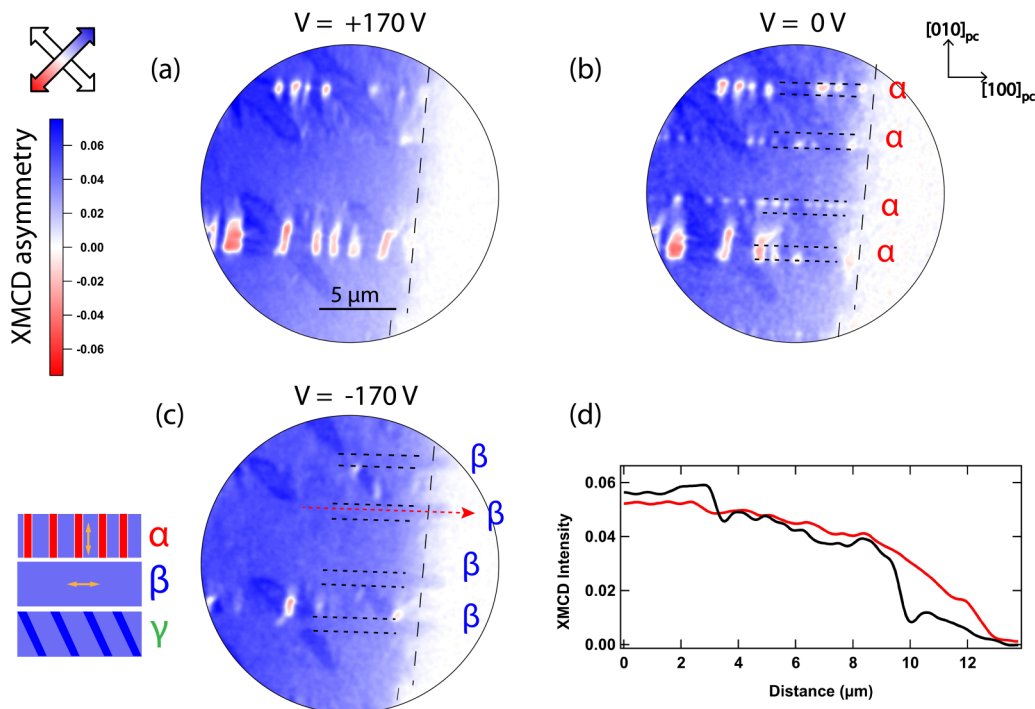 V = +170 V
V = 0 V
(a)
(b)
[010]pc
[100]pc
α
α
α
α
XMCD asymmetry
0.06
0.04
0.02
0.00
-0.02
-0.04
-0.06
5 µm
V = -170 V
(c)
(d)
β
β
β
β
α
β
γ
XMCD Intensity
0.06
0.04
0.02
0.00
0
2
4
6
8
10
12
Distance (µm)